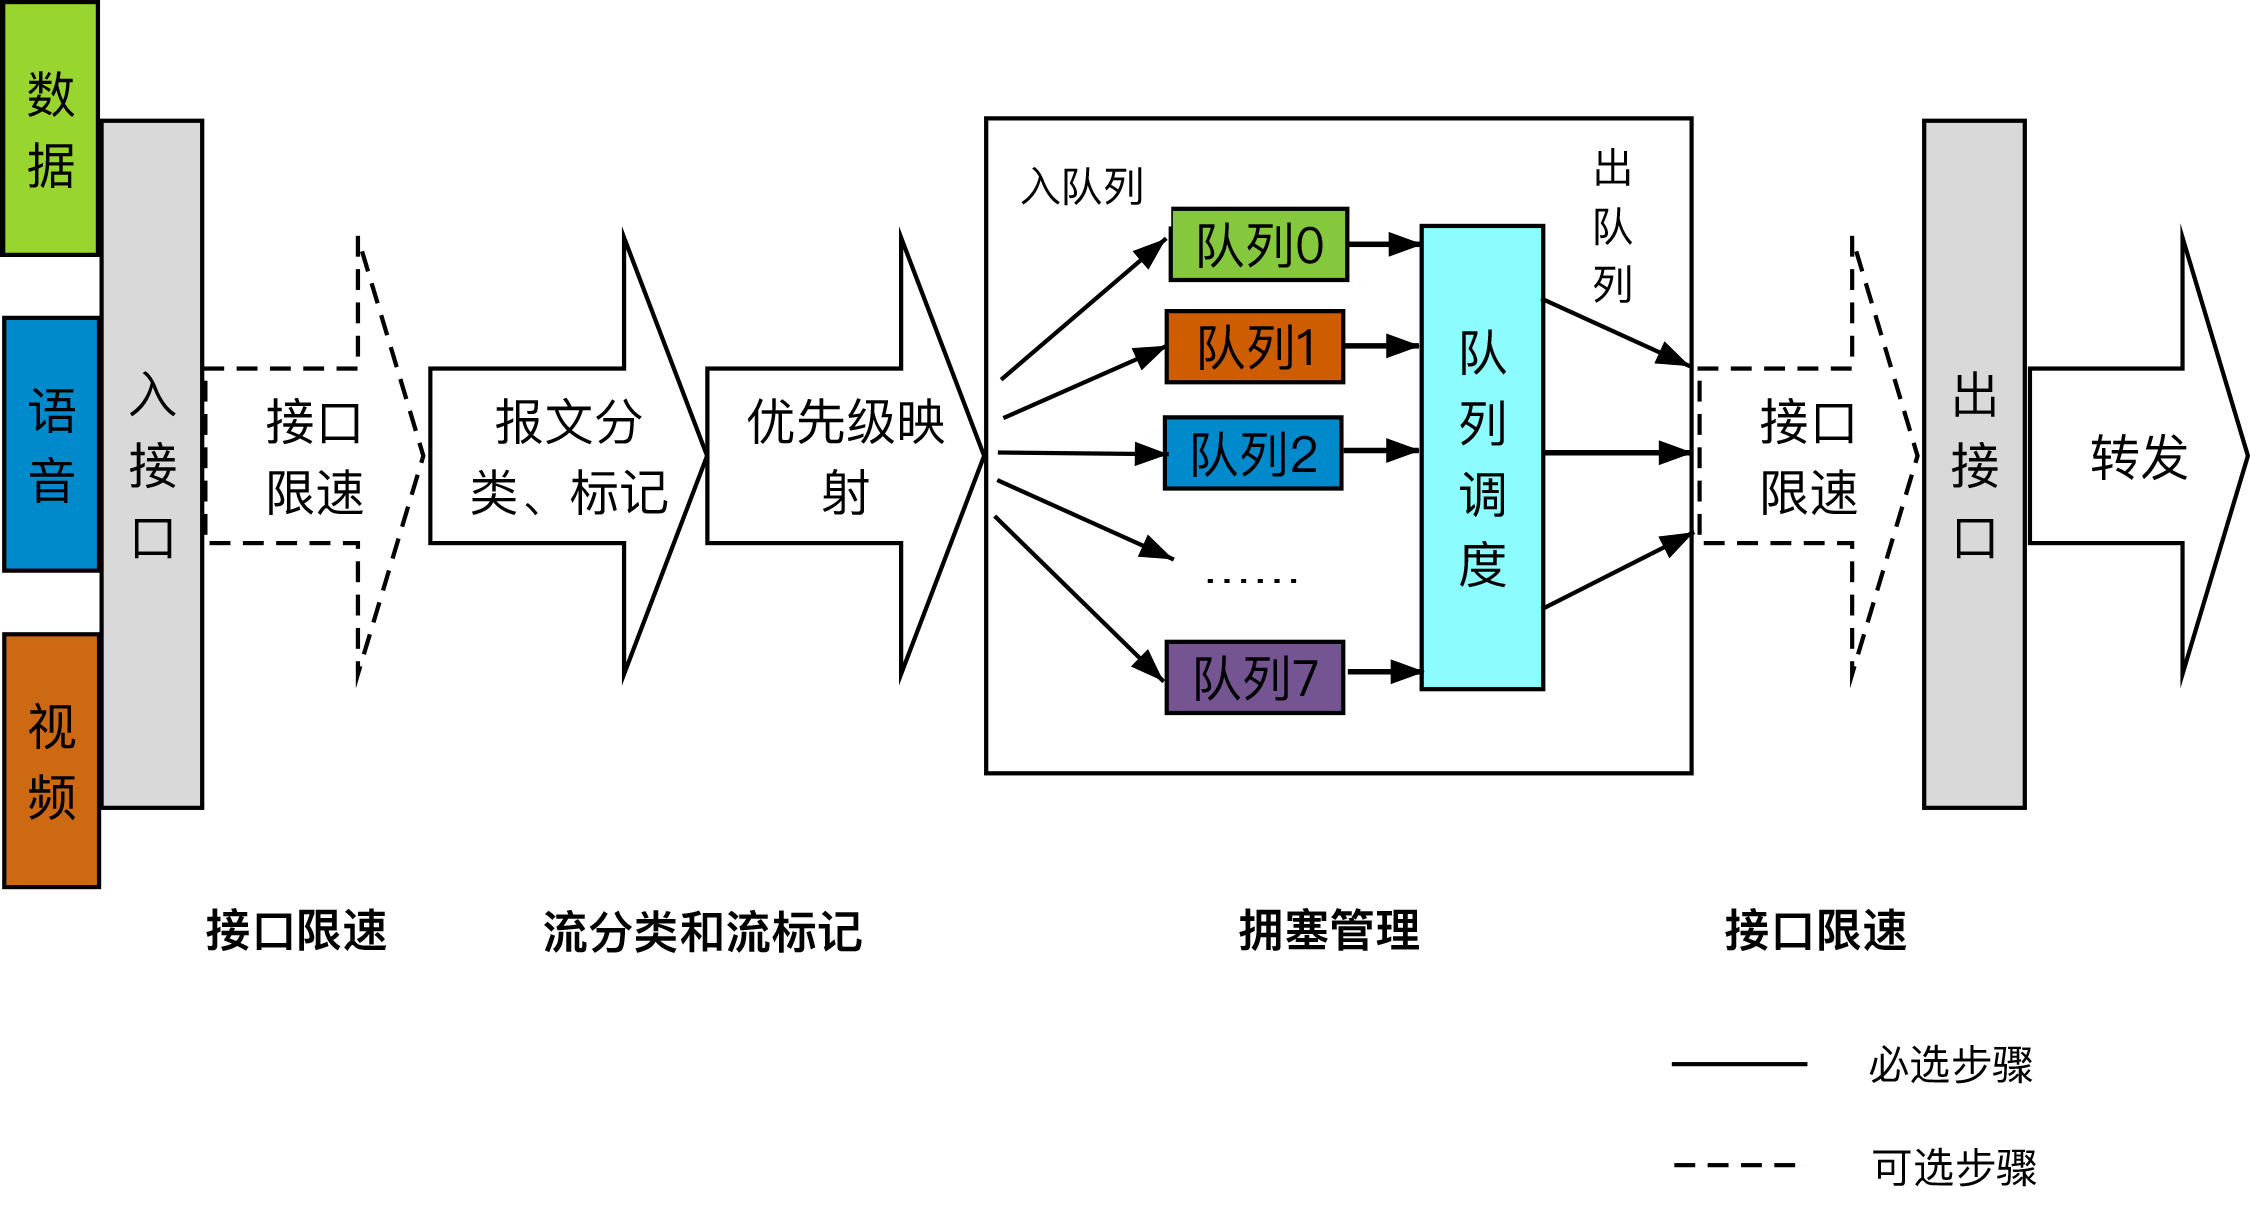 数
据
语
音
视
频
入
接
口
接口
限速
报文分
类、标记
优先级映
射
入队列
队列0
队列1
队列2
······
队列7
队
列
调
度
出
队
列
接口
限速
出
接
口
转发
接口限速
流分类和流标记
拥塞管理
接口限速
必选步骤
可选步骤